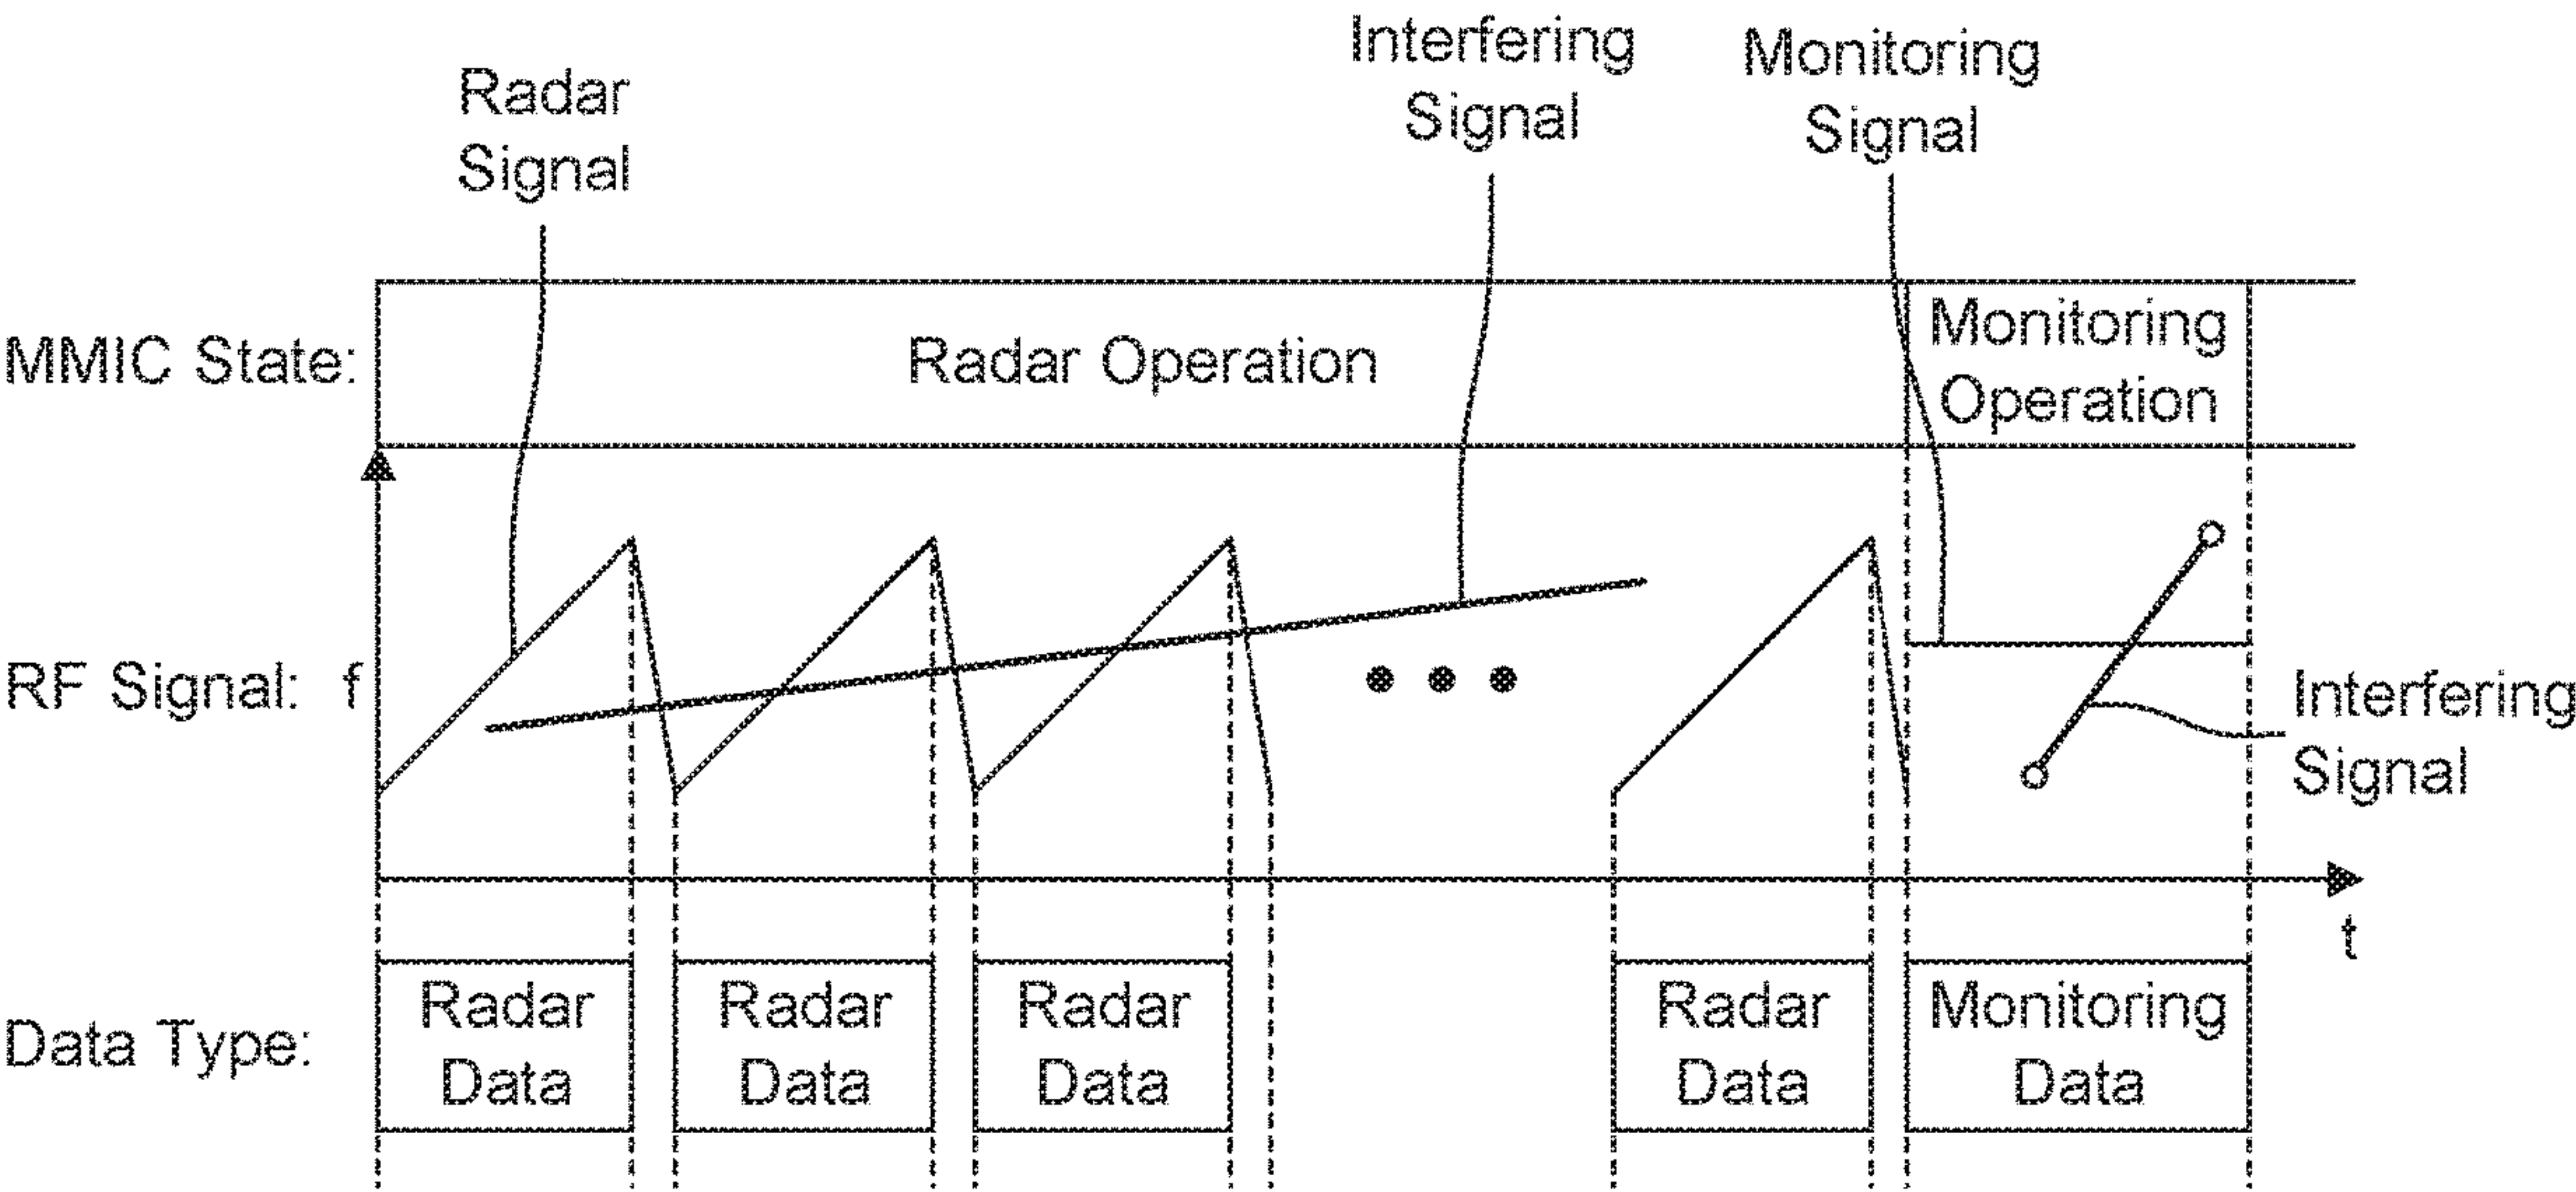 Radar
Signal
Interfering
Signal
Monitoring
Signal
MMIC State:
Radar Operation
Monitoring
Operation
RF Signal: f
Interfering
Signal
t
Data Type:
Radar
Data
Radar
Data
Radar
Data
Radar
Data
Monitoring
Data